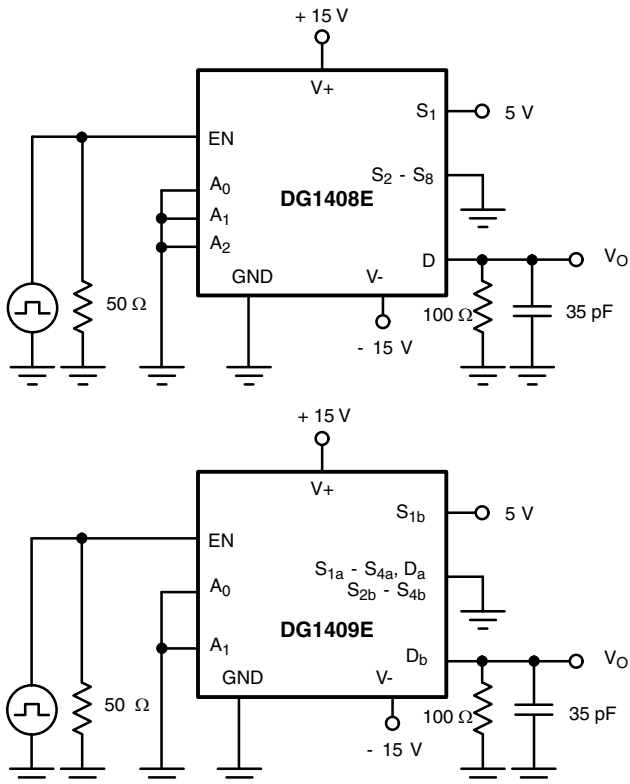 + 15 V
V+
S1
5 V
EN
A0
S2 - S8
DG1408E
A1
A2
D
VO
GND
V-
50 Ω
100 Ω
35 pF
- 15 V
+ 15 V
V+
S1b
5 V
EN
S1a - S4a, Da
A0
S2b - S4b
DG1409E
A1
Db
VO
GND
V-
50 Ω
100 Ω
35 pF
- 15 V